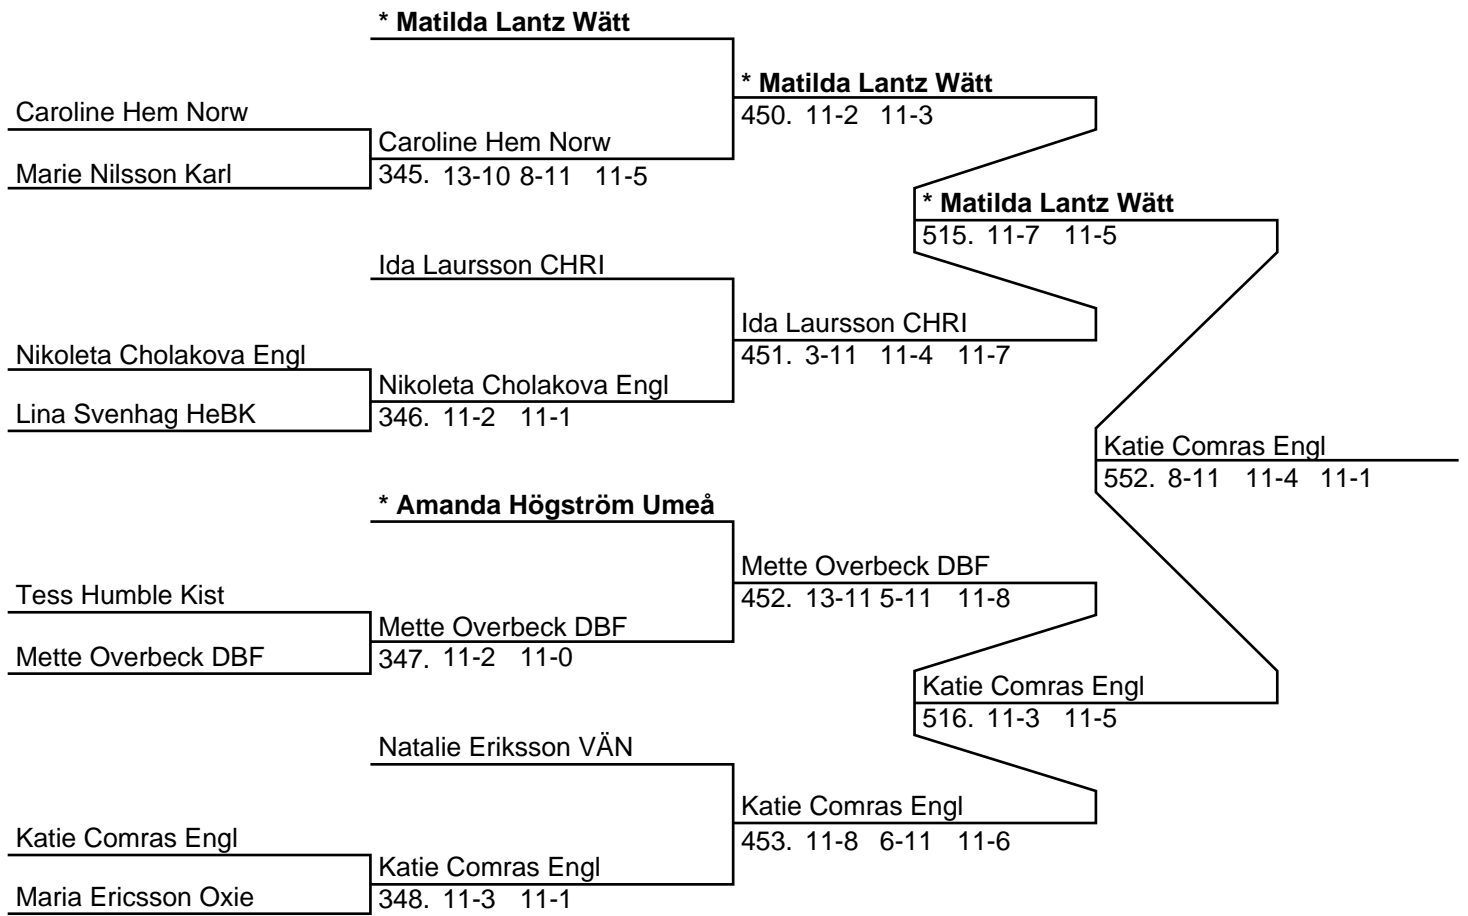 * Matilda Lantz Wätt
* Matilda Lantz Wätt
450. 11-2 11-3
Caroline Hem Norw
Caroline Hem Norw
345. 13-10 8-11 11-5
Marie Nilsson Karl
* Matilda Lantz Wätt
515. 11-7 11-5
Ida Laursson CHRI
Ida Laursson CHRI
451. 3-11 11-4 11-7
Nikoleta Cholakova Engl
Nikoleta Cholakova Engl
346. 11-2 11-1
Lina Svenhag HeBK
Katie Comras Engl
552. 8-11 11-4 11-1
* Amanda Högström Umeå
Mette Overbeck DBF
452. 13-11 5-11 11-8
Tess Humble Kist
Mette Overbeck DBF
347. 11-2 11-0
Mette Overbeck DBF
Katie Comras Engl
516. 11-3 11-5
Natalie Eriksson VÄN
Katie Comras Engl
453. 11-8 6-11 11-6
Katie Comras Engl
Katie Comras Engl
348. 11-3 11-1
Maria Ericsson Oxie